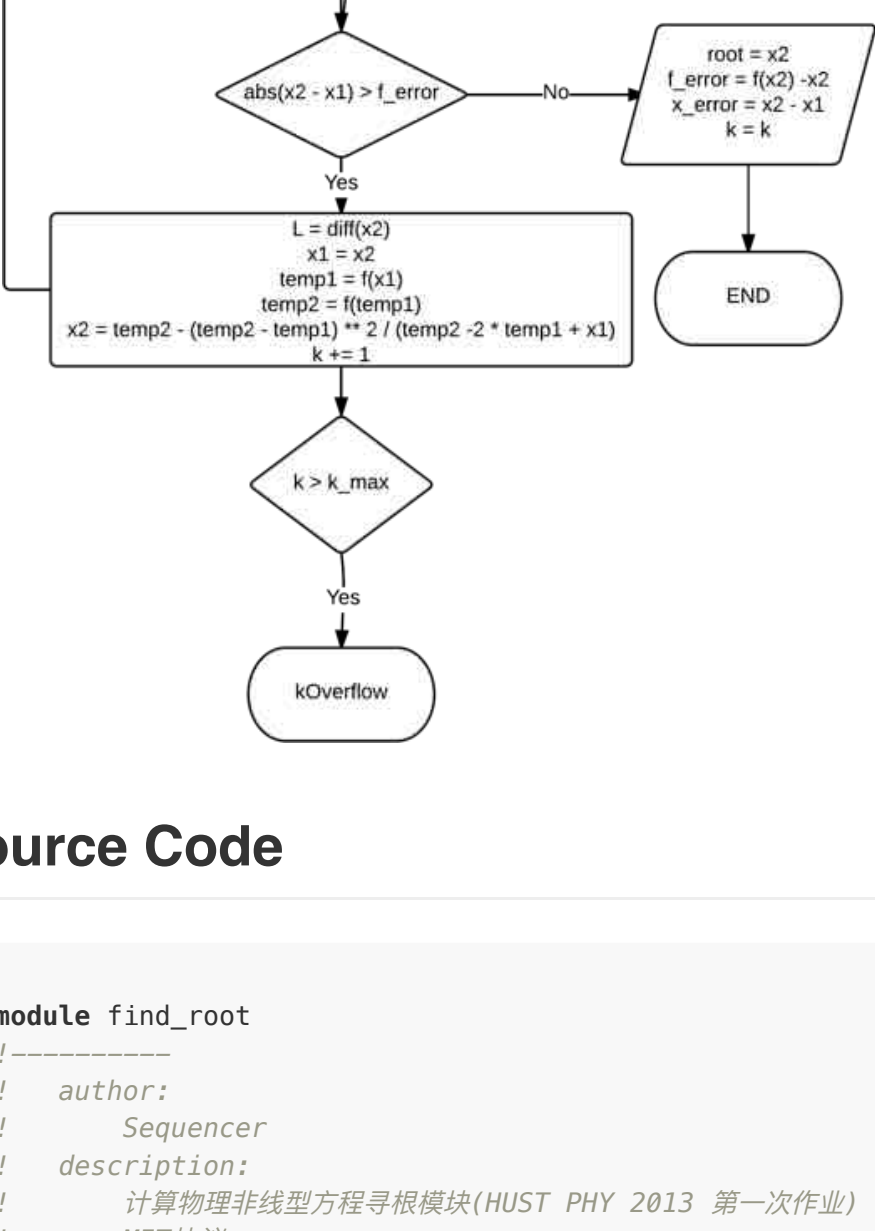 abs(x2 - x1) > f_error
No
root = x2
f_error = f(x2) -x2
x_error = x2 - x1
k = k
Yes
L = diff(x2)
x1 = x2
temp1 = f(x1)
temp2 = f(temp1)
x2 = temp2 - (temp2 - temp1) ** 2 / (temp2 -2 * temp1 + x1)
k += 1
END
k > k_max
Yes
kOverflow
ource Code
module find_root
!----------
! author:
! Sequencer
! description:
! 计算物理非线型方程寻根模块(HUST PHY 2013 第一次作业)